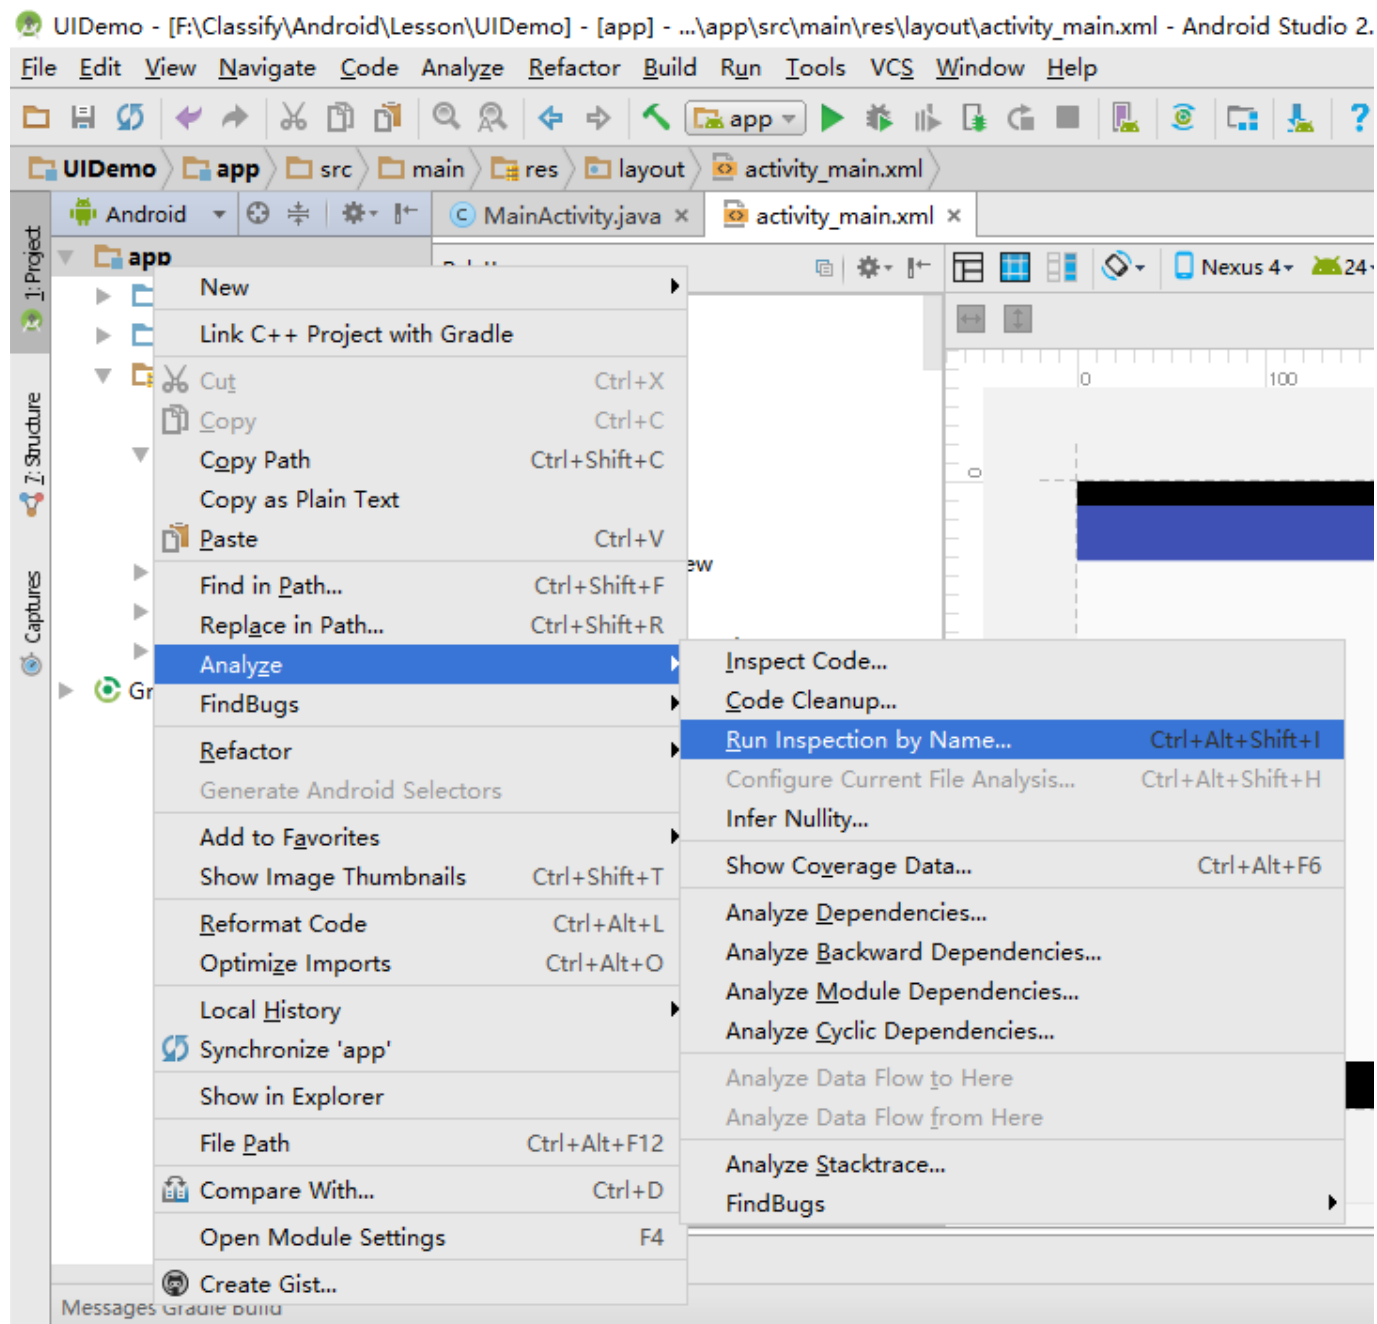 UIDemo - [F:\Classify\Android\Lesson\UIDemo] - [app] - ...\app\src\main\res\layout\activity_main.xml - Android Studio 2.
File Edit View Navigate Code Analyze Refactor Build Run Tools VCS Window Help
app
?
UIDemo app src main res layout activity_main.xml
Android
MainActivity.java ×
activity_main.xml ×
1: Project
7: Structure
Captures
app
Nexus 4
24
0
100
0
ew
Gr
New
Link C++ Project with Gradle
Cut Ctrl+X
Copy Ctrl+C
Copy Path Ctrl+Shift+C
Copy as Plain Text
Paste Ctrl+V
Find in Path... Ctrl+Shift+F
Replace in Path... Ctrl+Shift+R
Analyze
FindBugs
Refactor
Generate Android Selectors
Add to Favorites
Show Image Thumbnails Ctrl+Shift+T
Reformat Code Ctrl+Alt+L
Optimize Imports Ctrl+Alt+O
Local History
Synchronize 'app'
Show in Explorer
File Path Ctrl+Alt+F12
Compare With... Ctrl+D
Open Module Settings F4
Create Gist...
Inspect Code...
Code Cleanup...
Run Inspection by Name... Ctrl+Alt+Shift+I
Configure Current File Analysis... Ctrl+Alt+Shift+H
Infer Nullity...
Show Coverage Data... Ctrl+Alt+F6
Analyze Dependencies...
Analyze Backward Dependencies...
Analyze Module Dependencies...
Analyze Cyclic Dependencies...
Analyze Data Flow to Here
Analyze Data Flow from Here
Analyze Stacktrace...
FindBugs
Messages Gradle Build